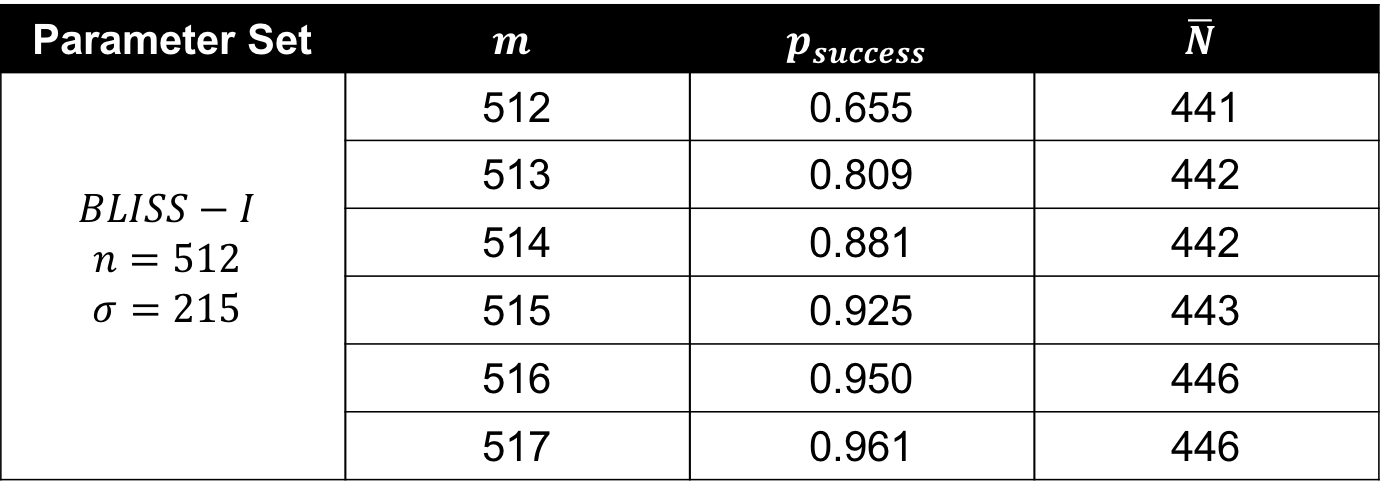 Parameter Set m p_success N̅
512 0.655 441
513 0.809 442
BLISS − I
514 0.881 442
n = 512
515 0.925 443
σ = 215
516 0.950 446
517 0.961 446